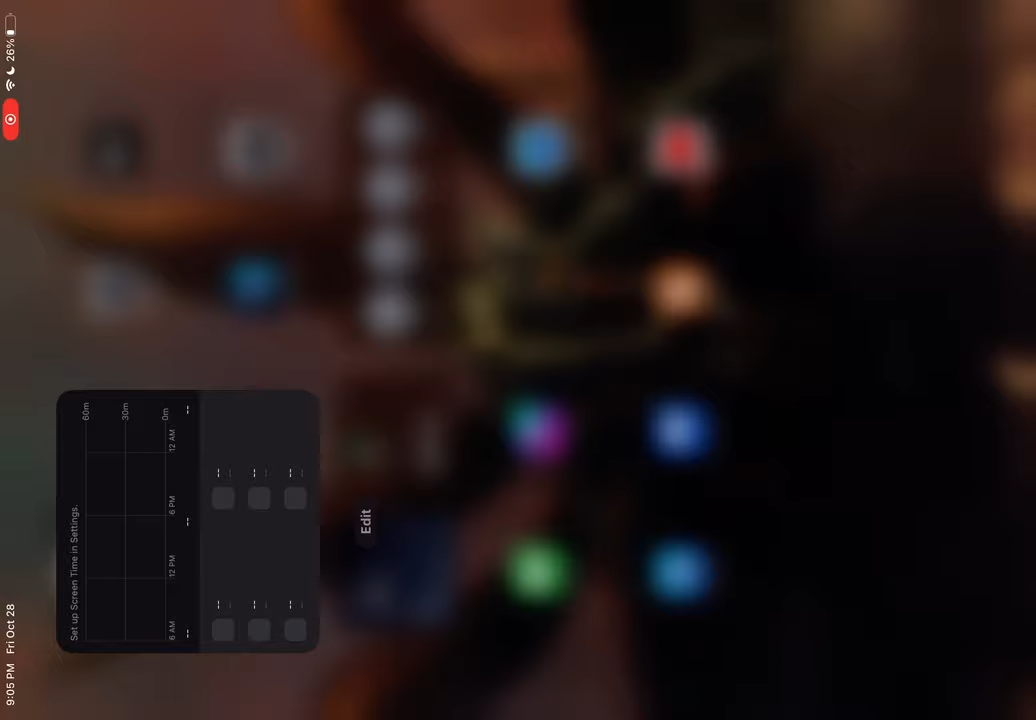 9:05 PM Fri Oct 28
26%
Set up Screen Time in Settings.
60m
30m
0m
6 AM 12 PM 6 PM 12 AM
-- -- --
-- --
-- --
-- --
Edit